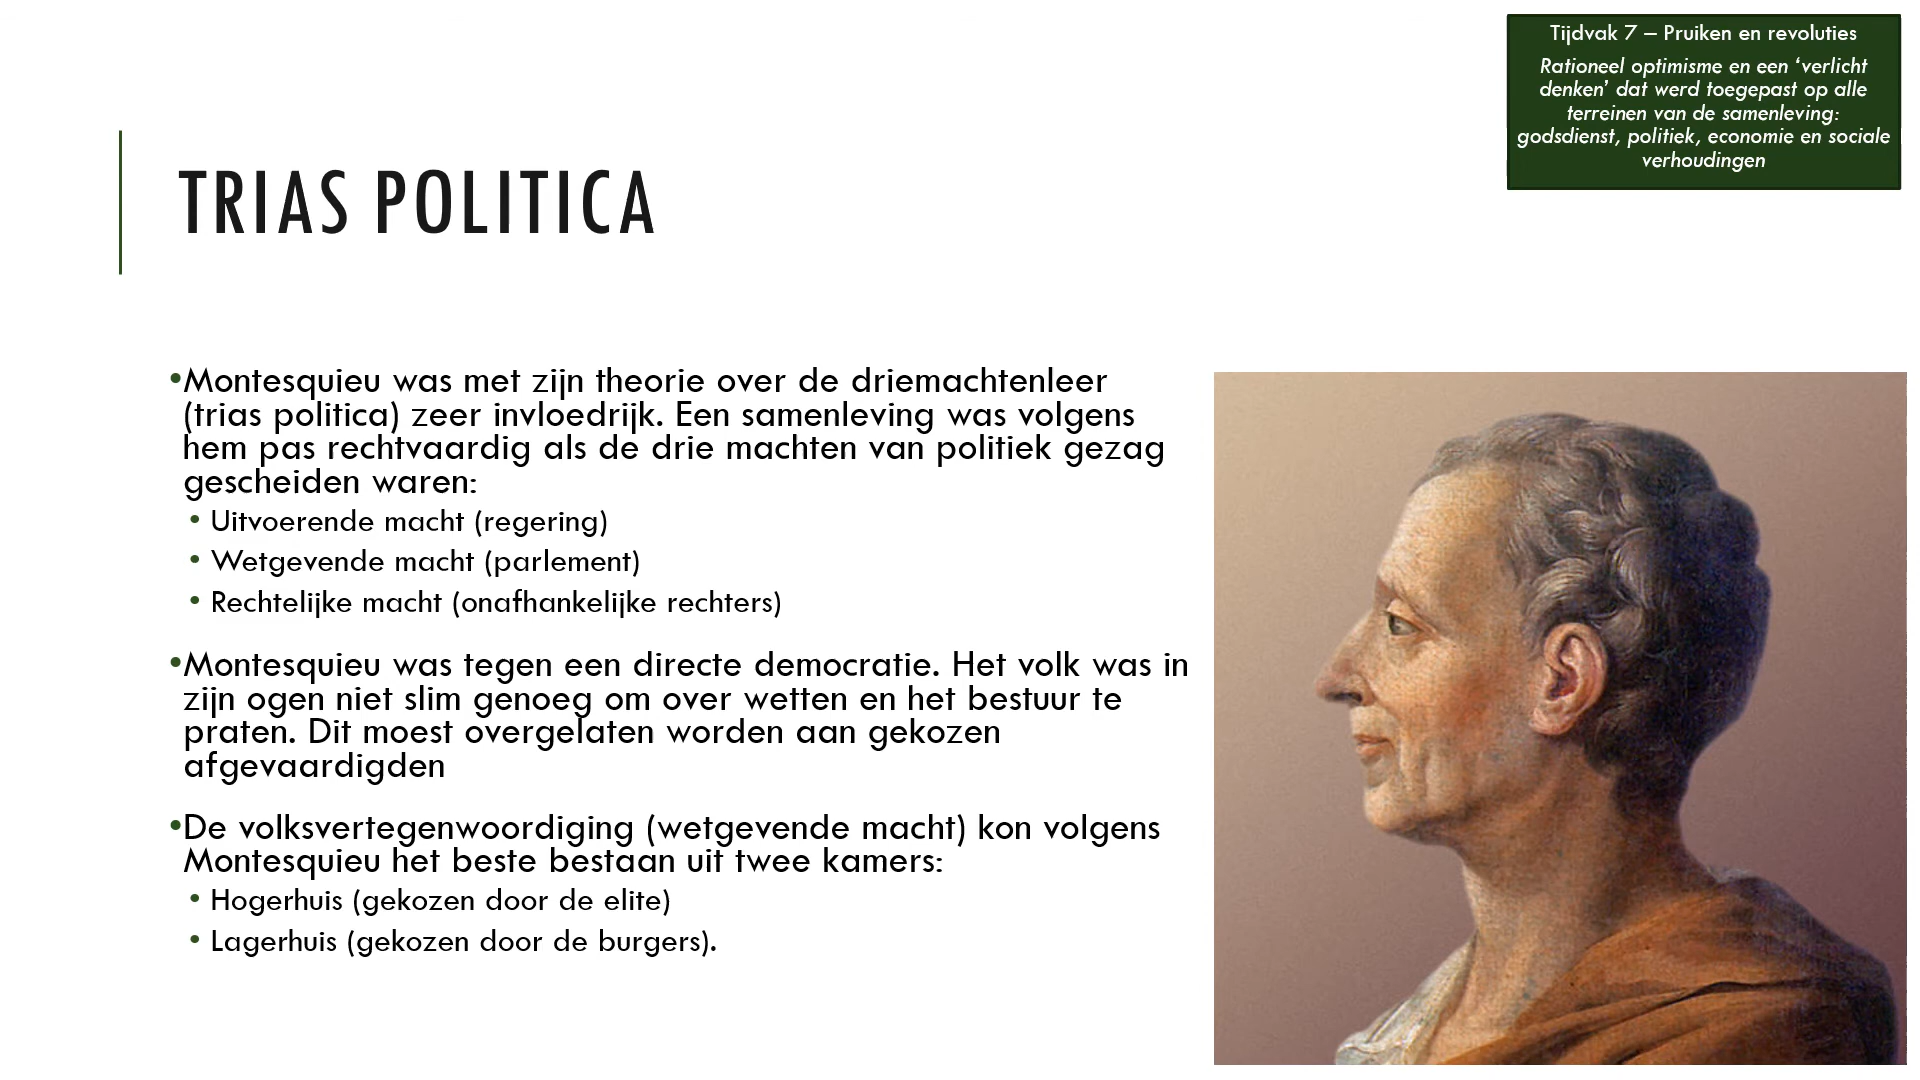 Tijdvak 7 – Pruiken en revoluties
Rationeel optimisme en een ‘verlicht
denken’ dat werd toegepast op alle
terreinen van de samenleving:
godsdienst, politiek, economie en sociale
verhoudingen
TRIAS POLITICA
•Montesquieu was met zijn theorie over de driemachtenleer
(trias politica) zeer invloedrijk. Een samenleving was volgens
hem pas rechtvaardig als de drie machten van politiek gezag
gescheiden waren:
• Uitvoerende macht (regering)
• Wetgevende macht (parlement)
• Rechtelijke macht (onafhankelijke rechters)
•Montesquieu was tegen een directe democratie. Het volk was in
zijn ogen niet slim genoeg om over wetten en het bestuur te
praten. Dit moest overgelaten worden aan gekozen
afgevaardigden
•De volksvertegenwoordiging (wetgevende macht) kon volgens
Montesquieu het beste bestaan uit twee kamers:
• Hogerhuis (gekozen door de elite)
• Lagerhuis (gekozen door de burgers).